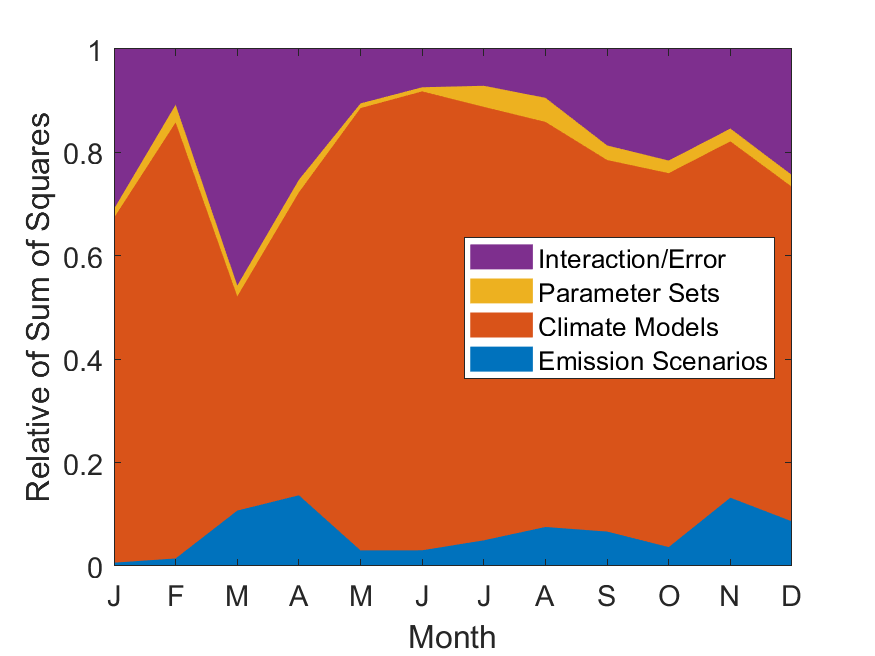 1
0.8
0.6
0.4
0.2
0
Relative of Sum of Squares
Interaction/Error
Parameter Sets
Climate Models
Emission Scenarios
J F M A M J J A S O N D
Month